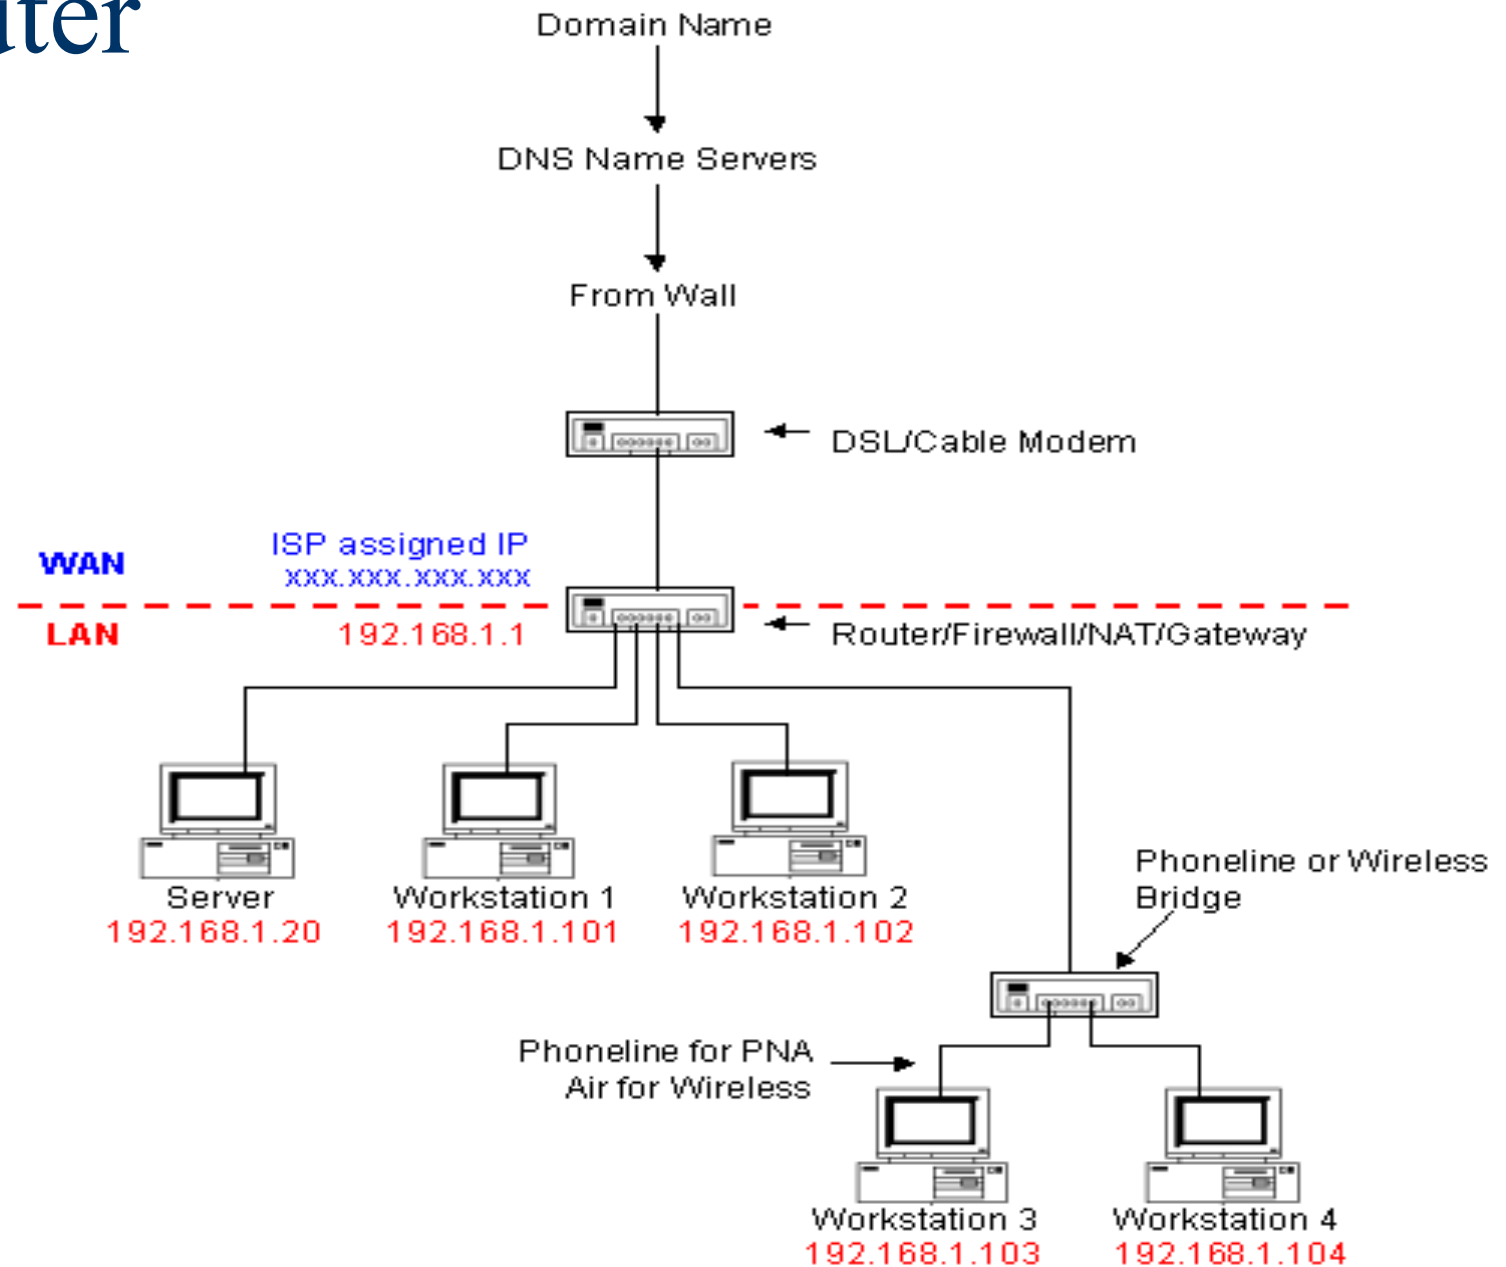 Domain Name
DNS Name Servers
From Wall
DSL/Cable Modem
WAN
ISP assigned IP
xxx.xxx.xxx.xxx
LAN
192.168.1.1
Router/Firewall/NAT/Gateway
Server
192.168.1.20
Workstation 1
192.168.1.101
Workstation 2
192.168.1.102
Phoneline or Wireless
Bridge
Phoneline for PNA
Air for Wireless
Workstation 3
192.168.1.103
Workstation 4
192.168.1.104